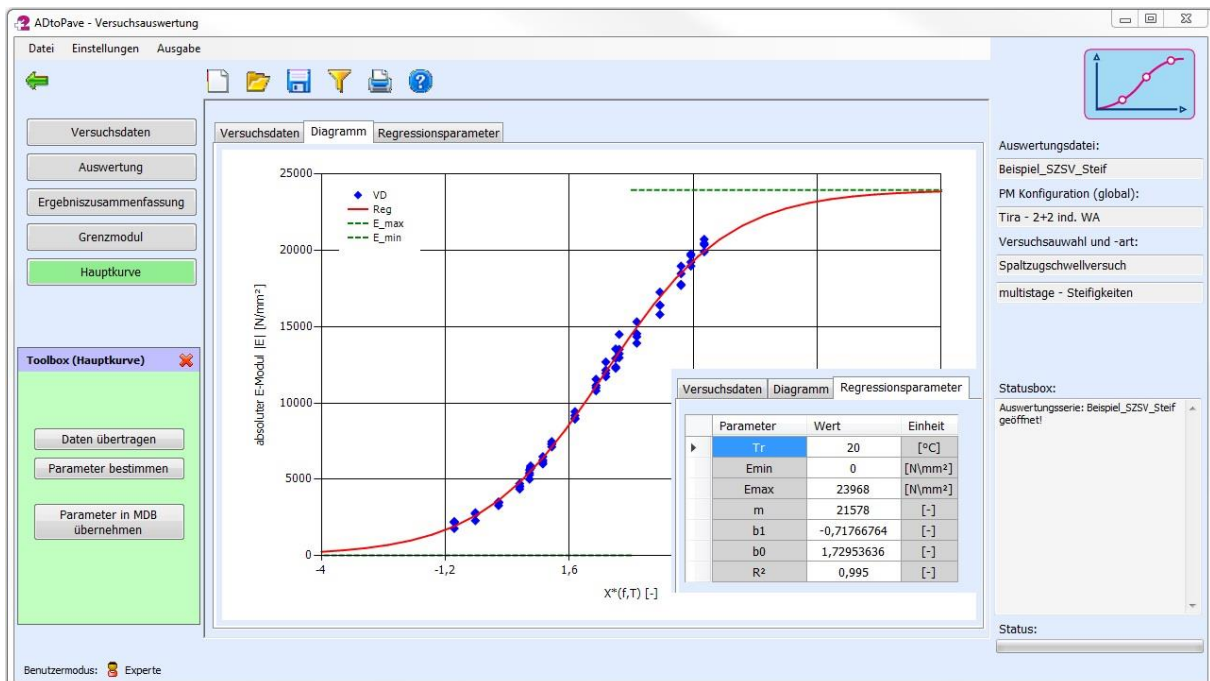 ADtoPave - Versuchsauswertung
Datei Einstellungen Ausgabe
Versuchsdaten
Auswertung
Ergebniszusammenfassung
Grenzmodul
Hauptkurve
Toolbox (Hauptkurve)
Daten übertragen
Parameter bestimmen
Parameter in MDB
übernehmen
Versuchsdaten Diagramm Regressionsparameter
25000
20000
15000
10000
5000
0
absoluter E-Modul |E| [N/mm²]
VD
Reg
E_max
E_min
-4 -1,2 1,6
X*(f,T) [-]
Versuchsdaten Diagramm Regressionsparameter
Parameter Wert Einheit
Tr 20 [°C]
Emin 0 [N\mm²]
Emax 23968 [N\mm²]
m 21578 [-]
b1 -0,71766764 [-]
b0 1,72953636 [-]
R² 0,995 [-]
Auswertungsdatei:
Beispiel_SZSV_Steif
PM Konfiguration (global):
Tira - 2+2 ind. WA
Versuchsauwahl und -art:
Spaltzugschwellversuch
multistage - Steifigkeiten
Statusbox:
Auswertungsserie: Beispiel_SZSV_Steif
geöffnet!
Status:
Benutzermodus: Experte